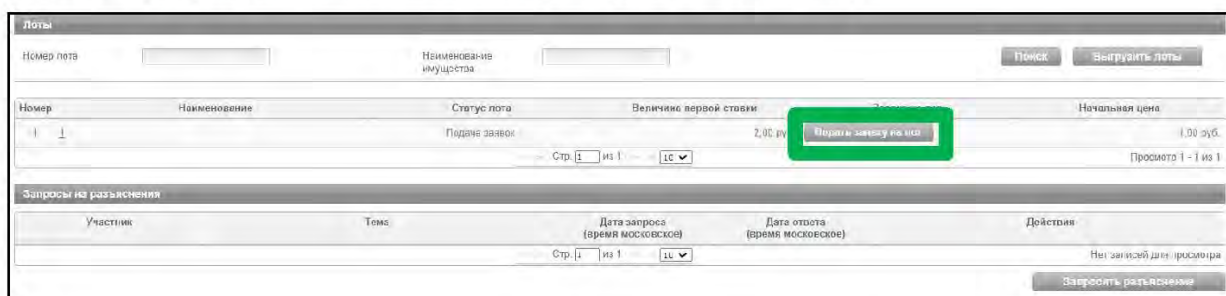 Лоты
Номер лота
Наименование имущества
Поиск
Выгрузить лоты
Номер Наименование Статус лота Величина первой ставки Начальная цена
1 1 Подача заявок 2,00 ру Подать заявку на лот 1,00 руб.
Стр. 1 из 1 10 Просмотр 1 - 1 из 1
Запросы на разъяснения
Участник Тема Дата запроса (время московское) Дата ответа (время московское) Действия
Стр. 1 из 1 10 Нет записей для просмотра
Запросить разъяснение